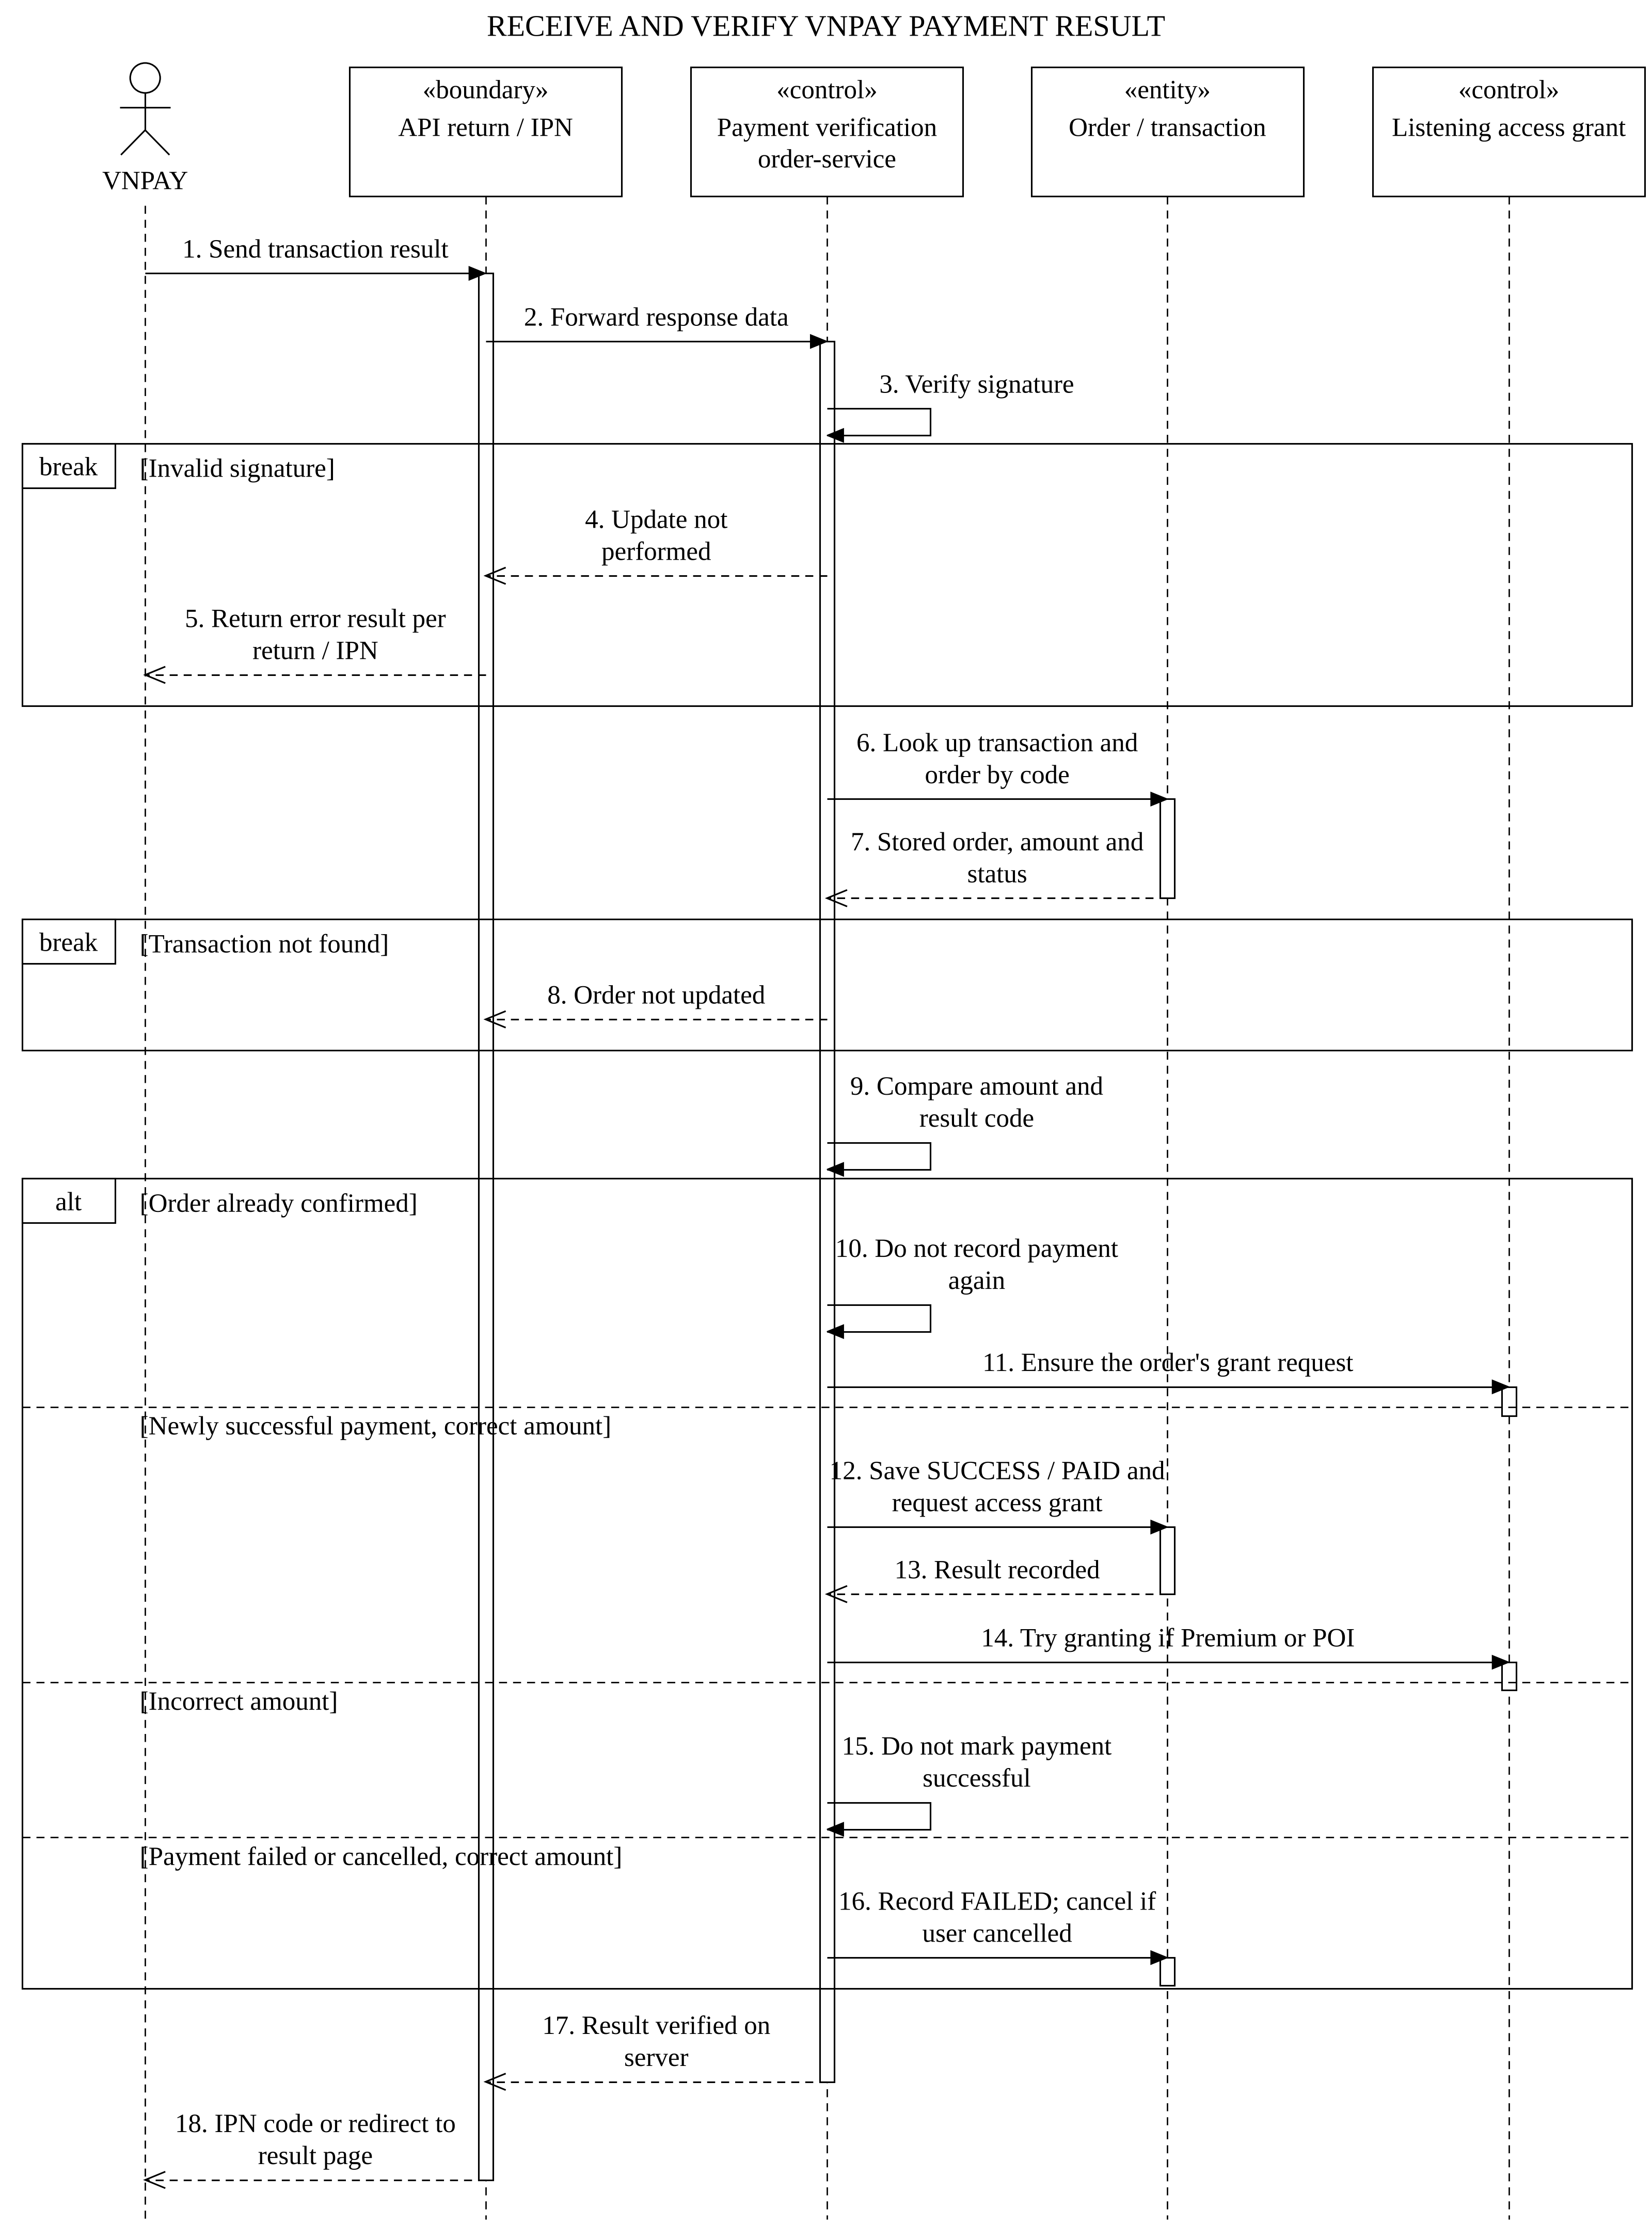 RECEIVE AND VERIFY VNPAY PAYMENT RESULT
VNPAY
«boundary»
API return / IPN
«control»
Payment verification
order-service
«entity»
Order / transaction
«control»
Listening access grant
1. Send transaction result
2. Forward response data
3. Verify signature
break
[Invalid signature]
4. Update not
performed
5. Return error result per
return / IPN
6. Look up transaction and
order by code
7. Stored order, amount and
status
break
[Transaction not found]
8. Order not updated
9. Compare amount and
result code
alt
[Order already confirmed]
10. Do not record payment
again
11. Ensure the order's grant request
[Newly successful payment, correct amount]
12. Save SUCCESS / PAID and
request access grant
13. Result recorded
14. Try granting if Premium or POI
[Incorrect amount]
15. Do not mark payment
successful
[Payment failed or cancelled, correct amount]
16. Record FAILED; cancel if
user cancelled
17. Result verified on
server
18. IPN code or redirect to
result page